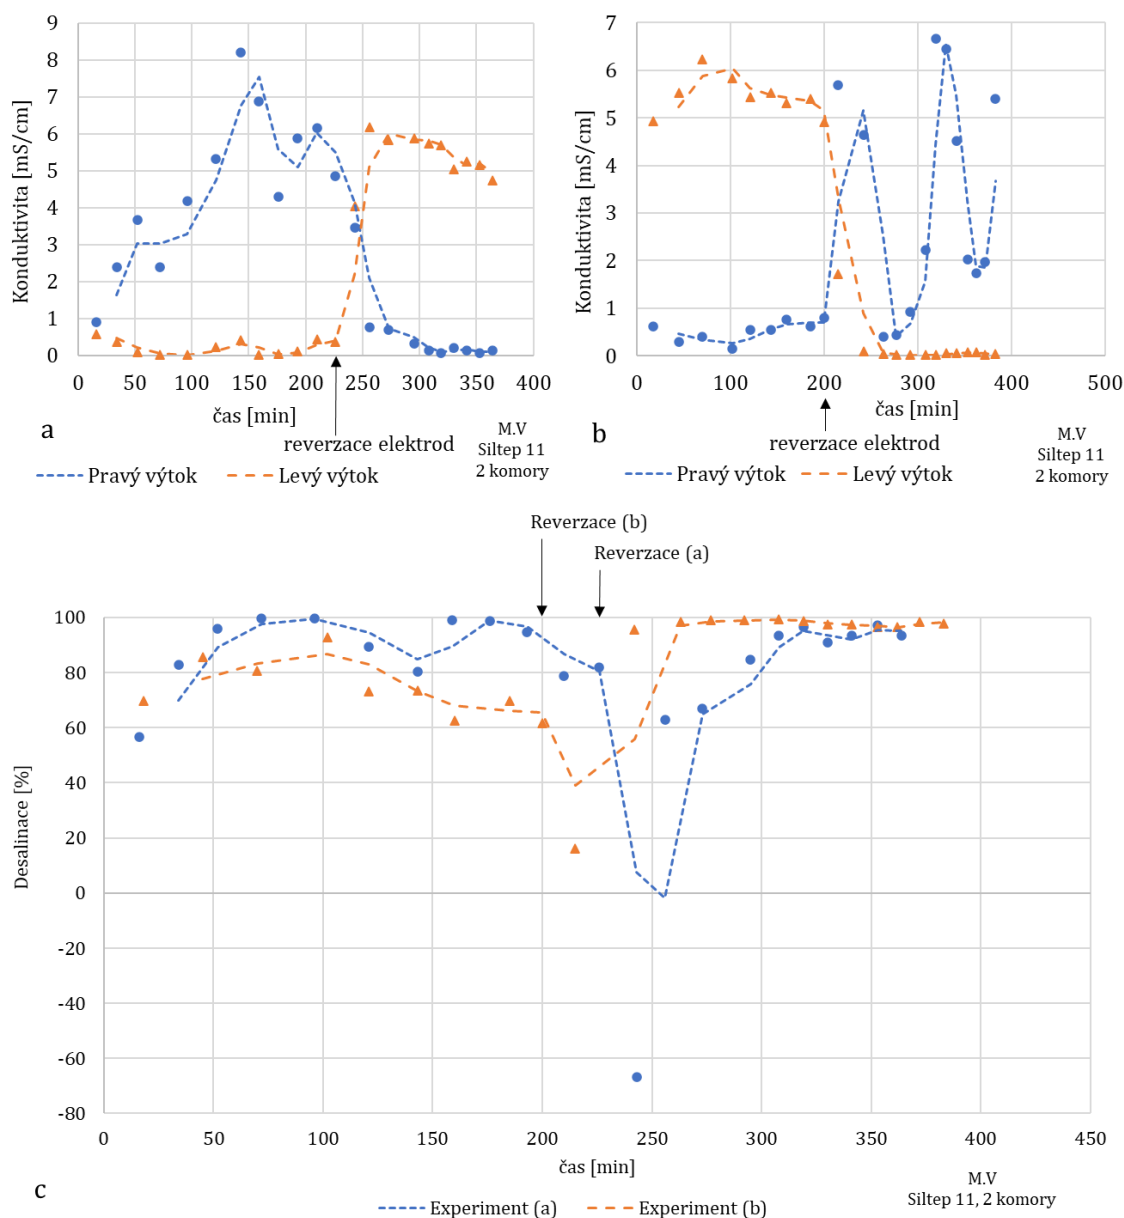 9
8
7
6
5
4
3
2
1
0
Konduktivita [mS/cm]
0 50 100 150 200 250 300 350 400
čas [min]
a
reverzace elektrod
M.V
Siltep 11
2 komory
Pravý výtok Levý výtok
7
6
5
4
3
2
1
0
Konduktivita [mS/cm]
0 100 200 300 400 500
čas [min]
b
reverzace elektrod
M.V
Siltep 11
2 komory
Pravý výtok Levý výtok
Reverzace (b)
Reverzace (a)
100
80
60
40
20
0
-20
-40
-60
-80
Desalinace [%]
0 50 100 150 200 250 300 350 400 450
čas [min]
c
M.V
Siltep 11, 2 komory
Experiment (a) Experiment (b)